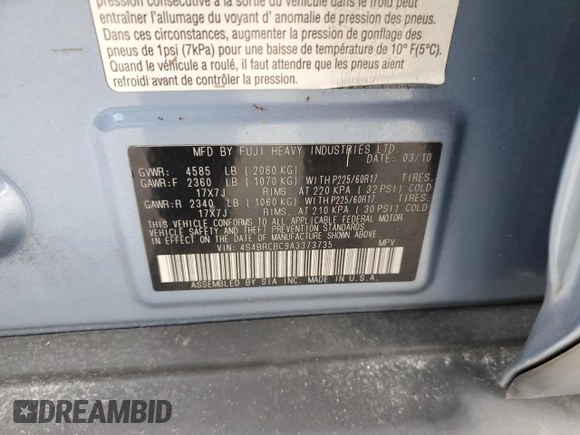 pression consécutive à la sortie du véhicule dans le froid peut
entraîner l'allumage du voyant d' anomalie de pression des pneus.
Dans ces circonstances, augmenter la pression de gonflage des
pneus de 1psi (7kPa) pour une baisse de température de 10° F(5°C).
Quand le véhicule a roulé, il faut attendre que les pneus aient
refroidi avant de contrôler la pression.
MFD BY FUJI HEAVY INDUSTRIES LTD.
DATE: 03/10
GVWR: 4585 LB (2080 KG)
GAWR:F 2360 LB (1070 KG) WITH P225/60R17 TIRES.
17X7J RIMS. AT 220 KPA (32 PSI) COLD
GAWR:R 2340 LB (1060 KG) WITH P225/60R17 TIRES.
17X7J RIMS. AT 210 KPA (30 PSI) COLD
THIS VEHICLE CONFORMS TO ALL APPLICABLE FEDERAL MOTOR
VEHICLE SAFETY AND THEFT PREVENTION STANDARDS IN EFFECT ON
THE DATE OF MANUFACTURE SHOWN ABOVE.
VIN: 4S4BRCBC9A3373735 MPV
ASSEMBLED BY SIA INC. MADE IN U.S.A.
DREAMBID